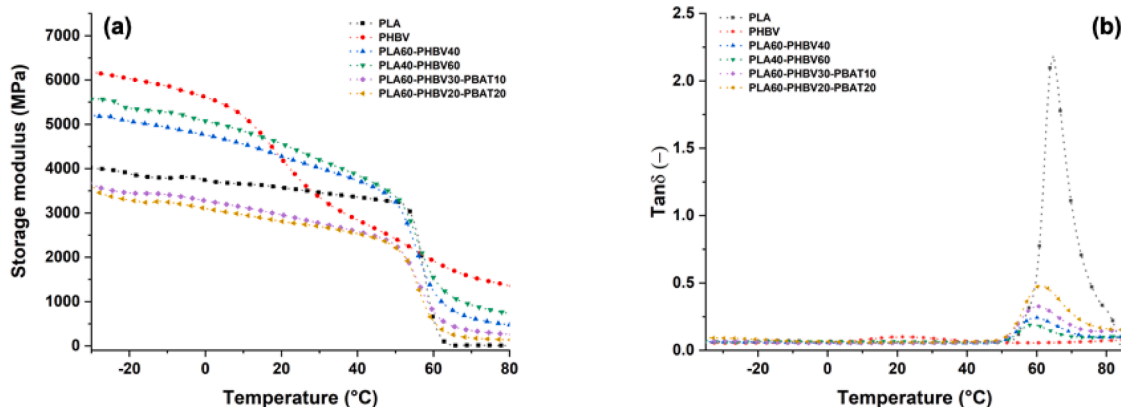 (a)
PLA
PHBV
PLA60-PHBV40
PLA40-PHBV60
PLA60-PHBV30-PBAT10
PLA60-PHBV20-PBAT20
7000
6000
5000
4000
3000
2000
1000
0
Storage modulus (MPa)
-20 0 20 40 60 80
Temperature (°C)
(b)
PLA
PHBV
PLA60-PHBV40
PLA40-PHBV60
PLA60-PHBV30-PBAT10
PLA60-PHBV20-PBAT20
2.5
2.0
1.5
1.0
0.5
0.0
Tanδ (–)
-20 0 20 40 60 80
Temperature (°C)